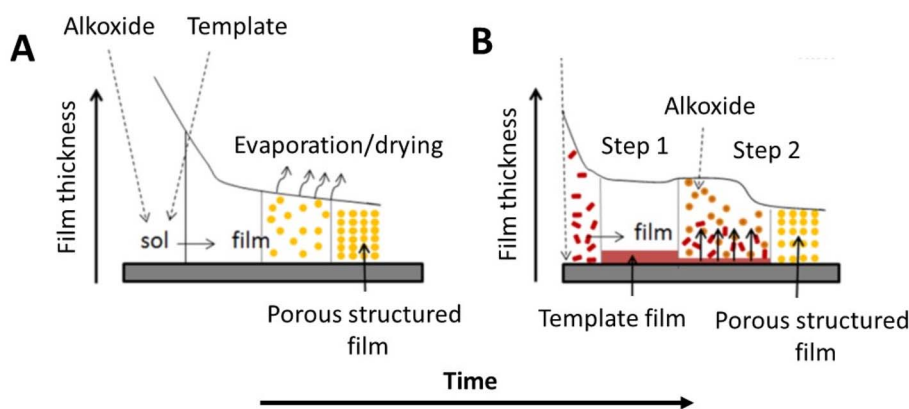 Alkoxide
Template
A
Film thickness
Evaporation/drying
sol
film
Porous structured
film
B
Film thickness
Alkoxide
Step 1
Step 2
film
Template film
Porous structured
film
Time